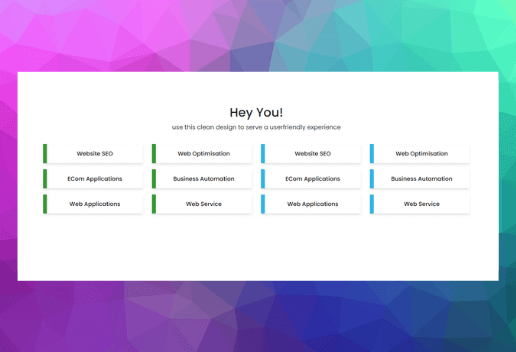 Hey You!
use this clean design to serve a userfriendly experience
Website SEO
Web Optimisation
Website SEO
Web Optimisation
ECom Applications
Business Automation
ECom Applications
Business Automation
Web Applications
Web Service
Web Applications
Web Service